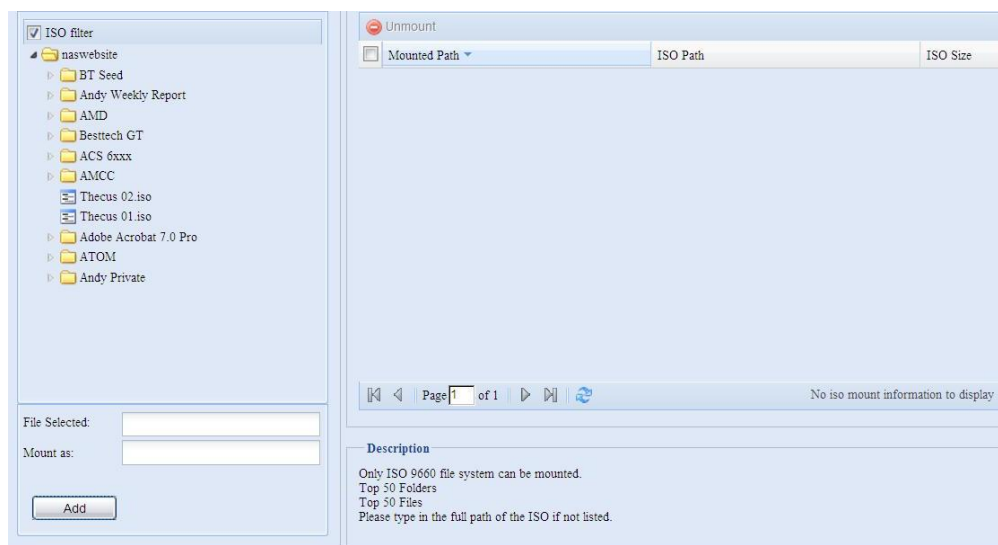 ISO filter
naswebsite
BT Seed
Andy Weekly Report
AMD
Besttech GT
ACS 6xxx
AMCC
Thecus 02.iso
Thecus 01.iso
Adobe Acrobat 7.0 Pro
ATOM
Andy Private
File Selected:
Mount as:
Add
Unmount
Mounted Path ISO Path ISO Size
Page 1 of 1 No iso mount information to display
Description
Only ISO 9660 file system can be mounted.
Top 50 Folders
Top 50 Files
Please type in the full path of the ISO if not listed.